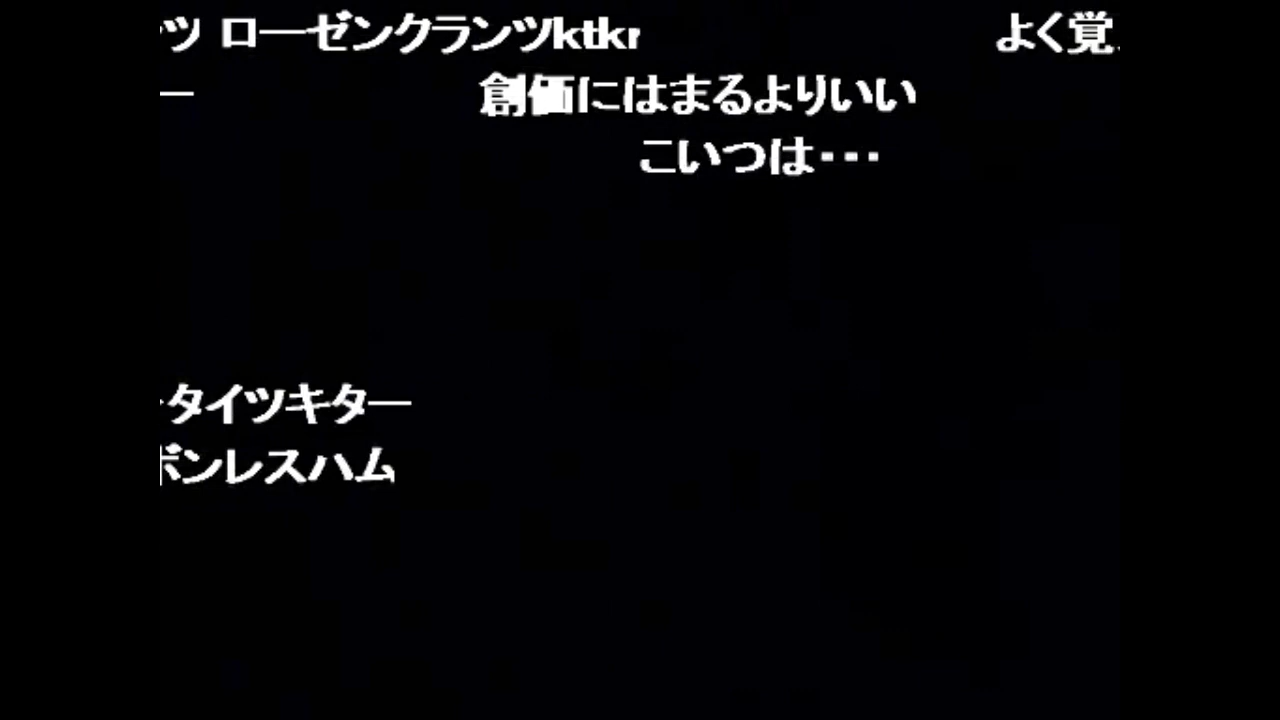 ツ ローゼンクランツktkr よく覚
ー 創価にはまるよりいい
こいつは・・・
タイツキター
ボンレスハム